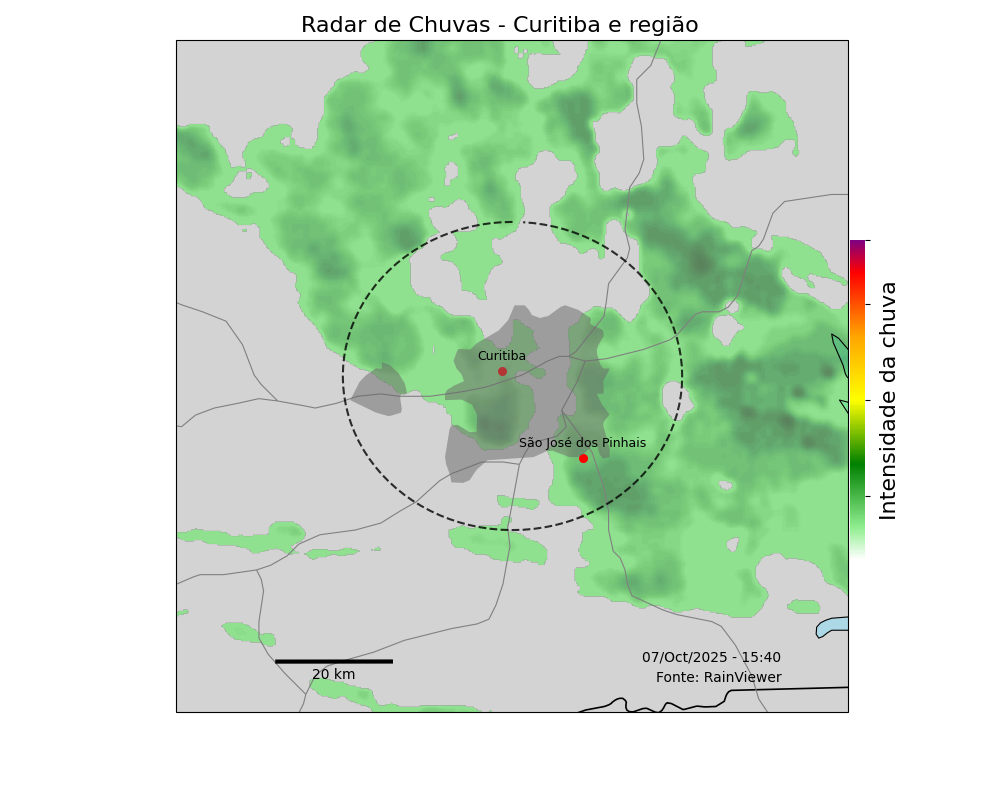 Radar de Chuvas - Curitiba e região
Curitiba
São José dos Pinhais
Intensidade da chuva
07/Oct/2025 - 15:40
Fonte: RainViewer
20 km